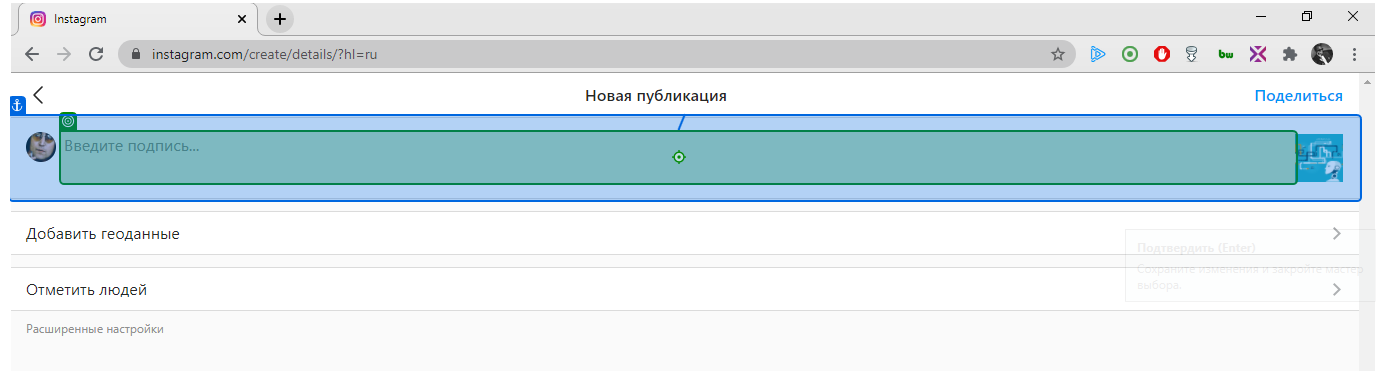 Instagram
instagram.com/create/details/?hl=ru
bw
Новая публикация
Поделиться
Введите подпись...
Добавить геоданные
Подтвердить (Enter)
Сохраните изменения и закройте мастер
выбора.
Отметить людей
Расширенные настройки